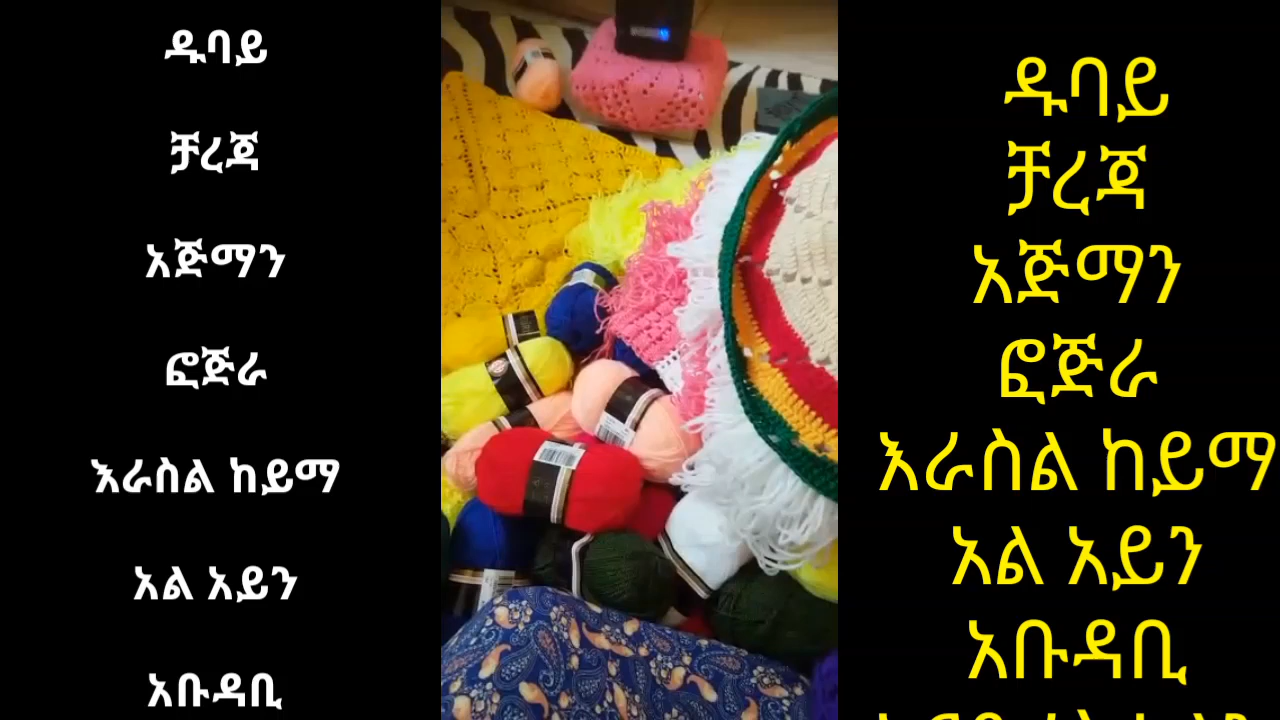 ዱባይ
ቻረጃ
አጅማን
ፎጅራ
እራስል ከይማ
አል አይን
አቡዳቢ
ዱባይ
ቻረጃ
አጅማን
ፎጅራ
እራስል ከይማ
አል አይን
አቡዳቢ